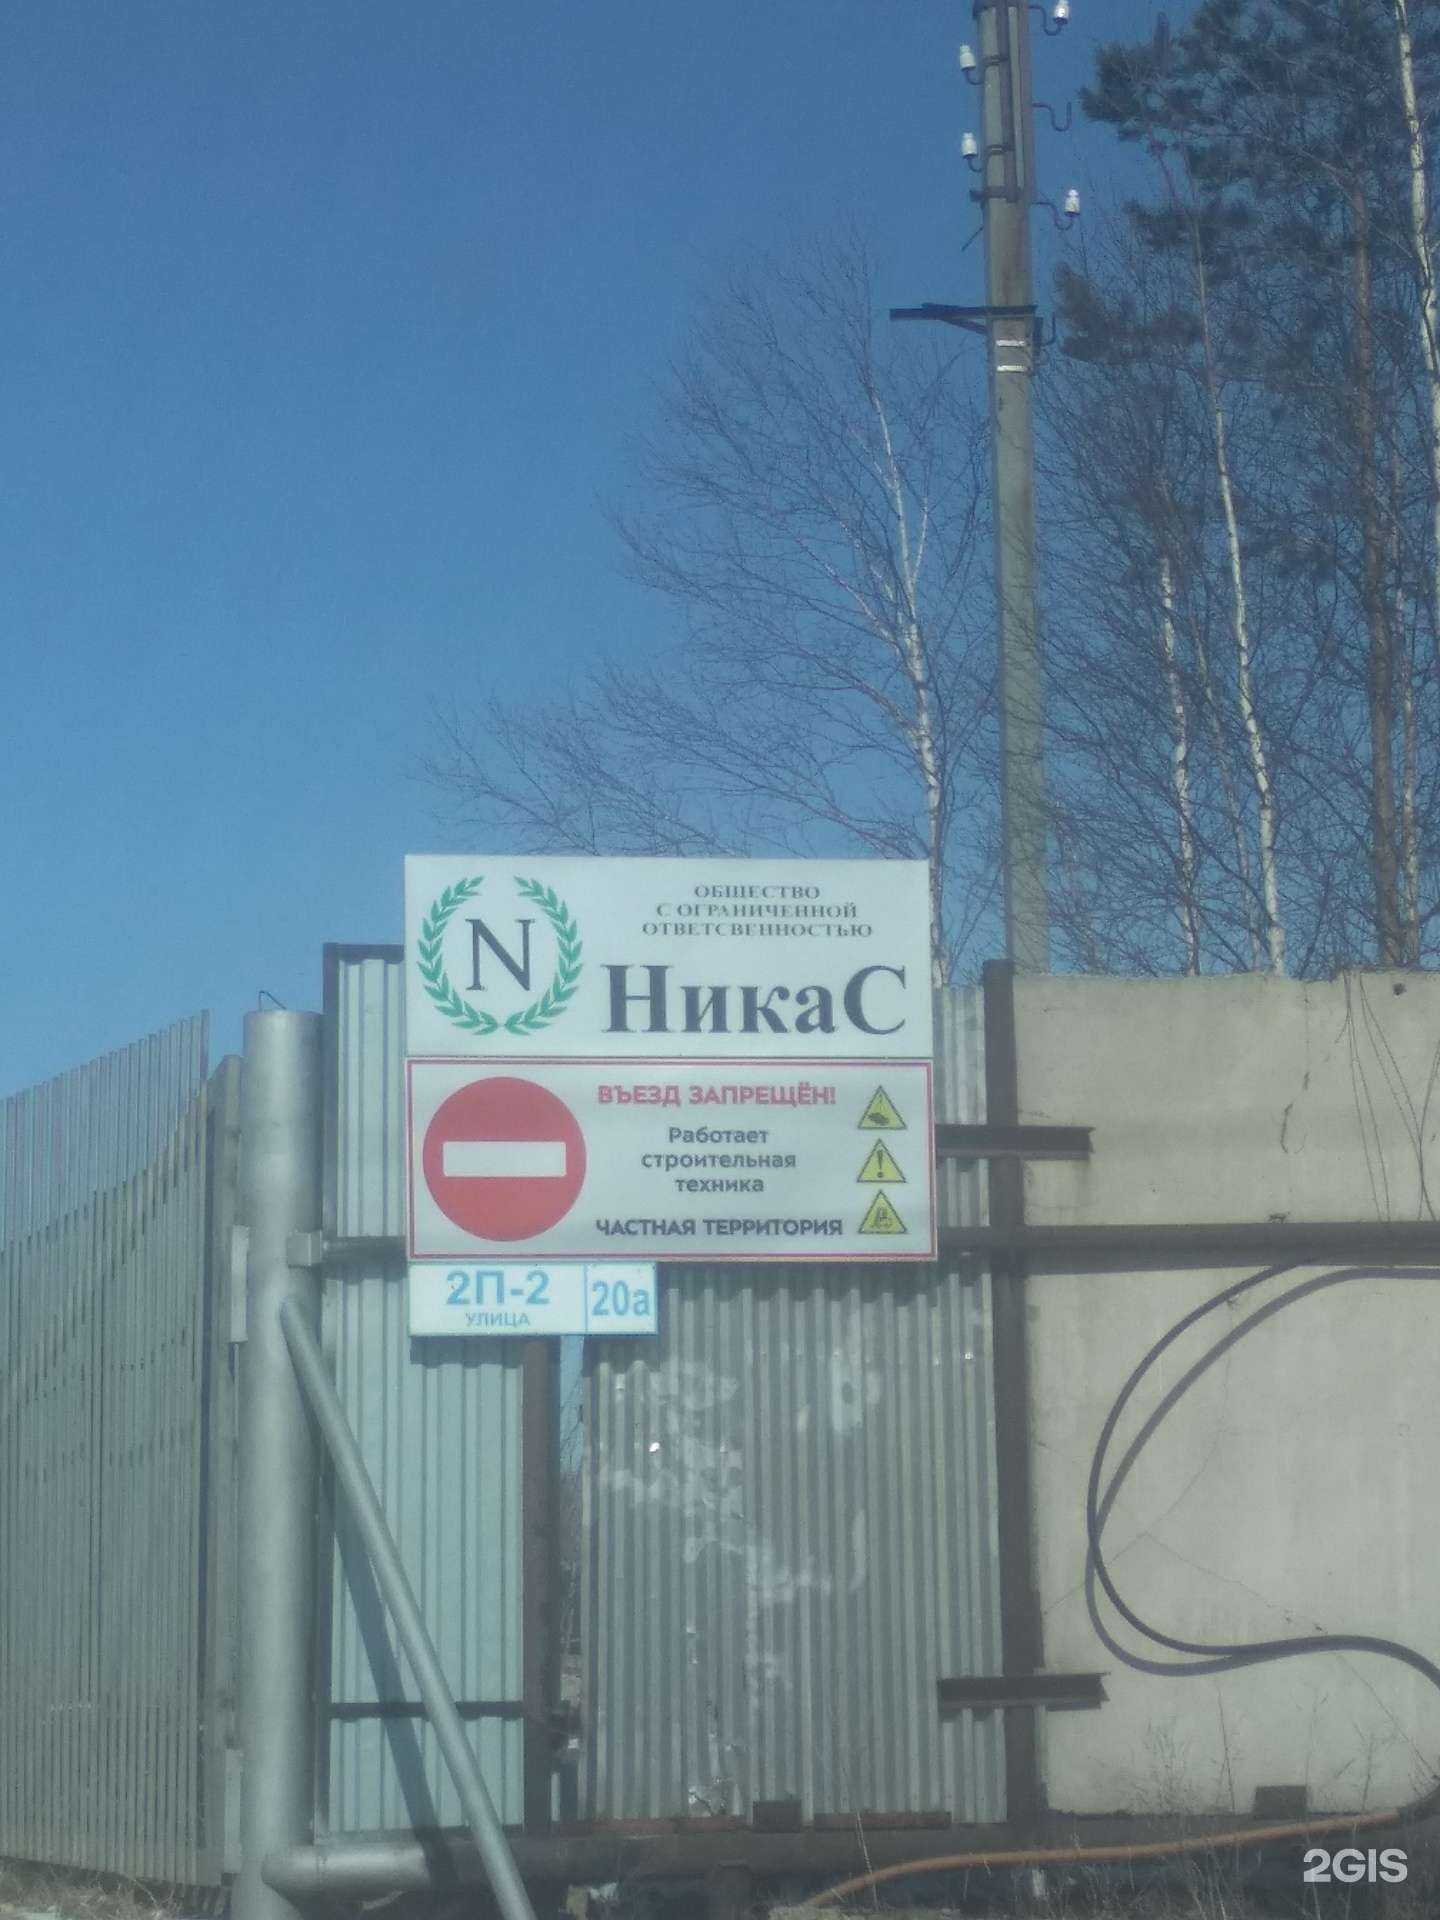 N
ОБЩЕСТВО
С ОГРАНИЧЕННОЙ
ОТВЕТСВЕННОСТЬЮ
НикаС
ВЪЕЗД ЗАПРЕЩЁН!
Работает
строительная
техника
ЧАСТНАЯ ТЕРРИТОРИЯ
2П-2
УЛИЦА
20а
2GIS